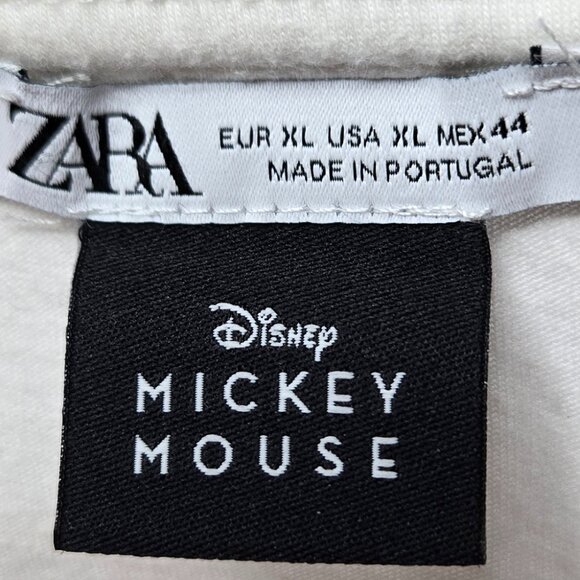 ZARA
EUR XL USA XL MEX 44
MADE IN PORTUGAL
Disney
MICKEY
MOUSE